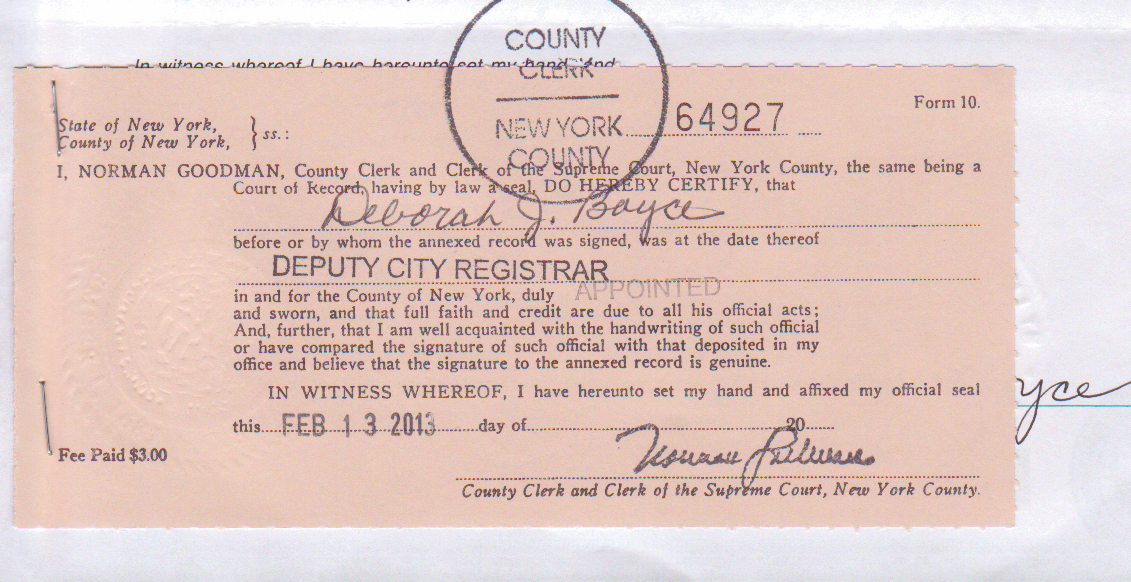 In witness whereof I have hereunto set my hand and
COUNTY
CLERK
NEW YORK
COUNTY
Form 10.
64927
State of New York,
County of New York,
} ss.:
I, NORMAN GOODMAN, County Clerk and Clerk of the Supreme Court, New York County, the same being a
Court of Record, having by law a seal, DO HEREBY CERTIFY, that
Deborah J. Boyce
before or by whom the annexed record was signed, was at the date thereof
DEPUTY CITY REGISTRAR
in and for the County of New York, duly APPOINTED
and sworn, and that full faith and credit are due to all his official acts;
And, further, that I am well acquainted with the handwriting of such official
or have compared the signature of such official with that deposited in my
office and believe that the signature to the annexed record is genuine.
IN WITNESS WHEREOF, I have hereunto set my hand and affixed my official seal
this FEB 13 2013 day of 20
Fee Paid $3.00
Norman Goodman
County Clerk and Clerk of the Supreme Court, New York County.
yce